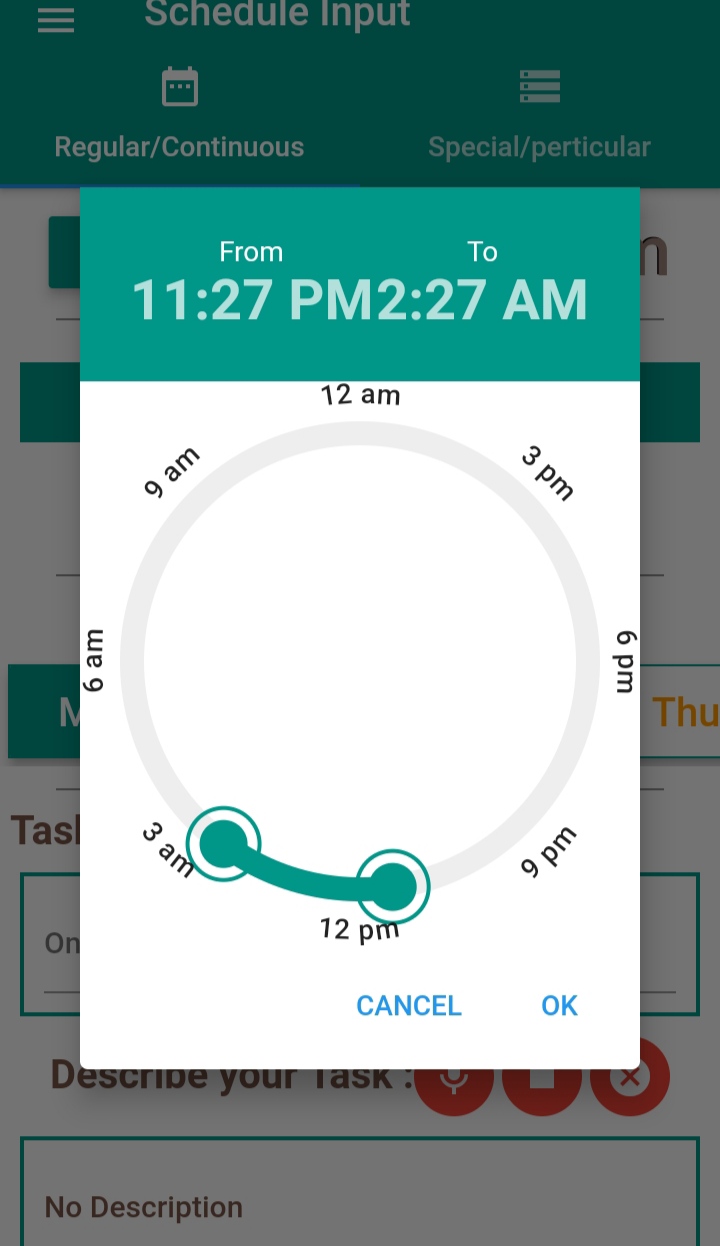 Schedule Input
Regular/Continuous
Special/perticular
From To
11:27 PM 2:27 AM
12 am
3 pm
6 pm
9 pm
12 pm
3 am
6 am
9 am
Thu
CANCEL OK
Describe your Task :
No Description